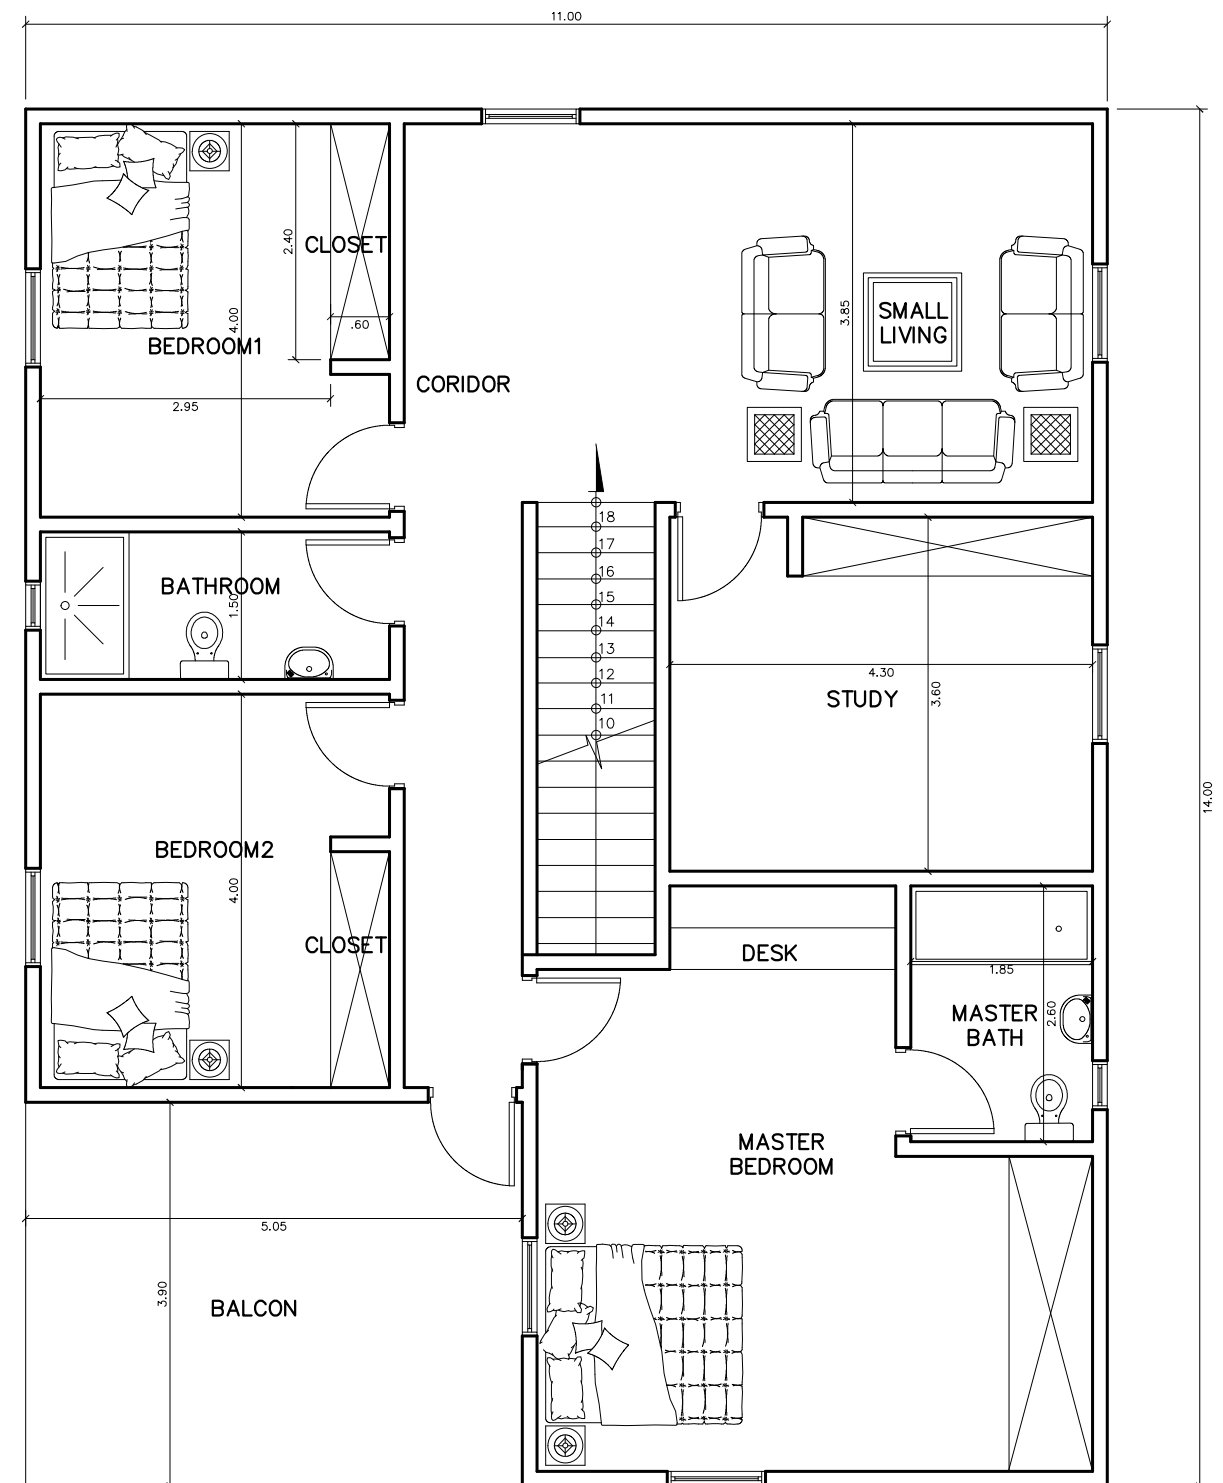 11.00
2.40
CLOSET
4.00
.60
BEDROOM1
3.85
SMALL
LIVING
CORIDOR
2.95
18
17
16
15
14
13
12
11
10
BATHROOM
1.50
4.30
3.60
STUDY
14.00
BEDROOM2
4.00
CLOSET
DESK
1.85
MASTER
BATH
2.60
MASTER
BEDROOM
5.05
3.90
BALCON